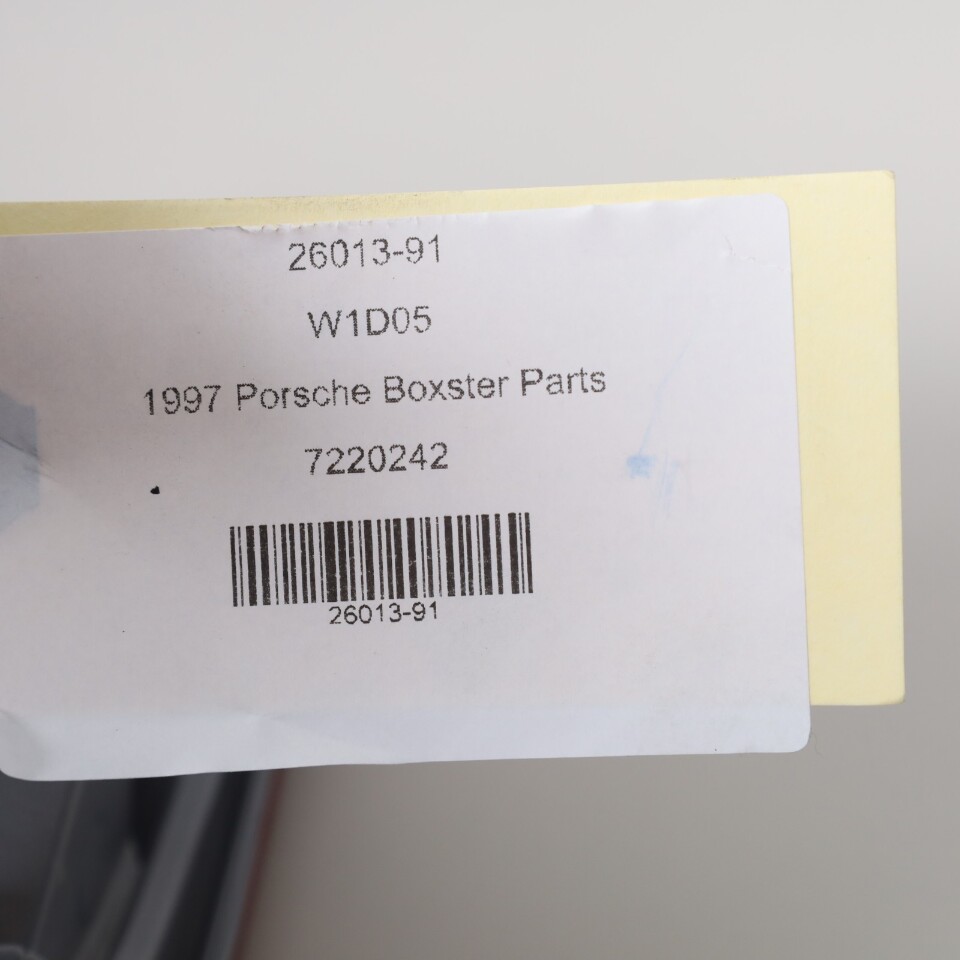 26013-91
W1D05
1997 Porsche Boxster Parts
7220242
26013-91